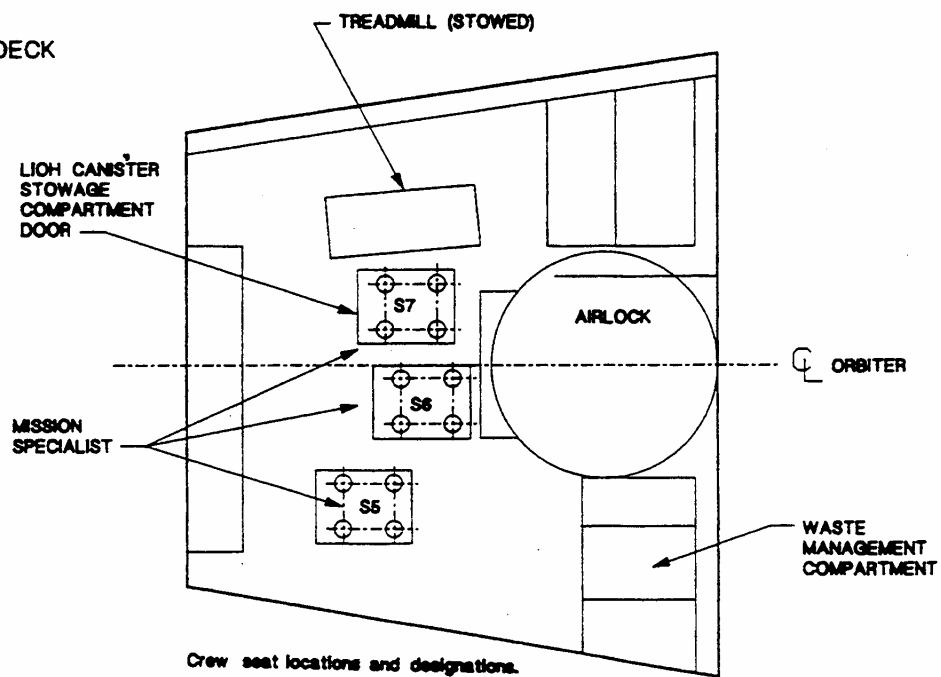 TREADMILL (STOWED)
DECK
LIOH CANISTER
STOWAGE
COMPARTMENT
DOOR
S7
AIRLOCK
℄ ORBITER
S6
MISSION
SPECIALIST
S5
WASTE
MANAGEMENT
COMPARTMENT
Crew seat locations and designations.